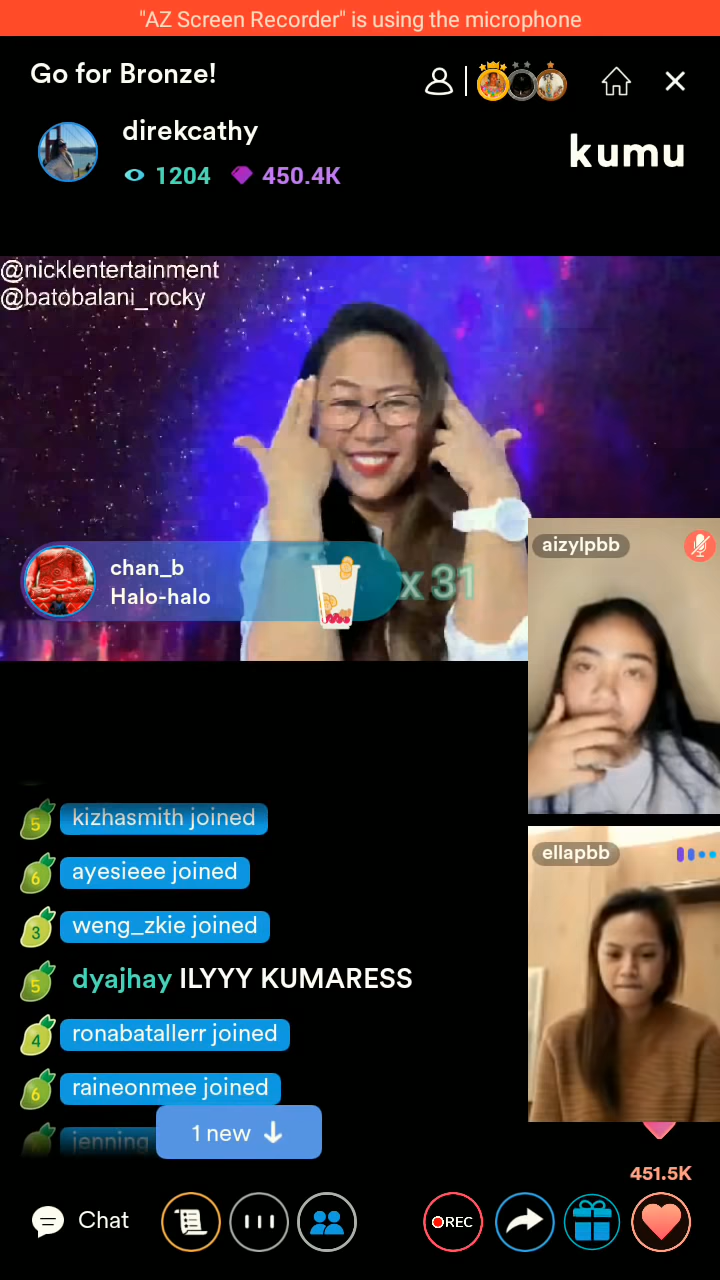 "AZ Screen Recorder" is using the microphone
Go for Bronze!
direkcathy
1204 450.4K
kumu
@nicklentertainment
@batobalani_rocky
chan_b
Halo-halo
x 31
aizylpbb
ellapbb
5 kizhasmith joined
6 ayesieee joined
3 weng_zkie joined
5 dyajhay ILYYY KUMARESS
4 ronabatallerr joined
6 raineonmee joined
jenning
1 new
451.5K
Chat
REC